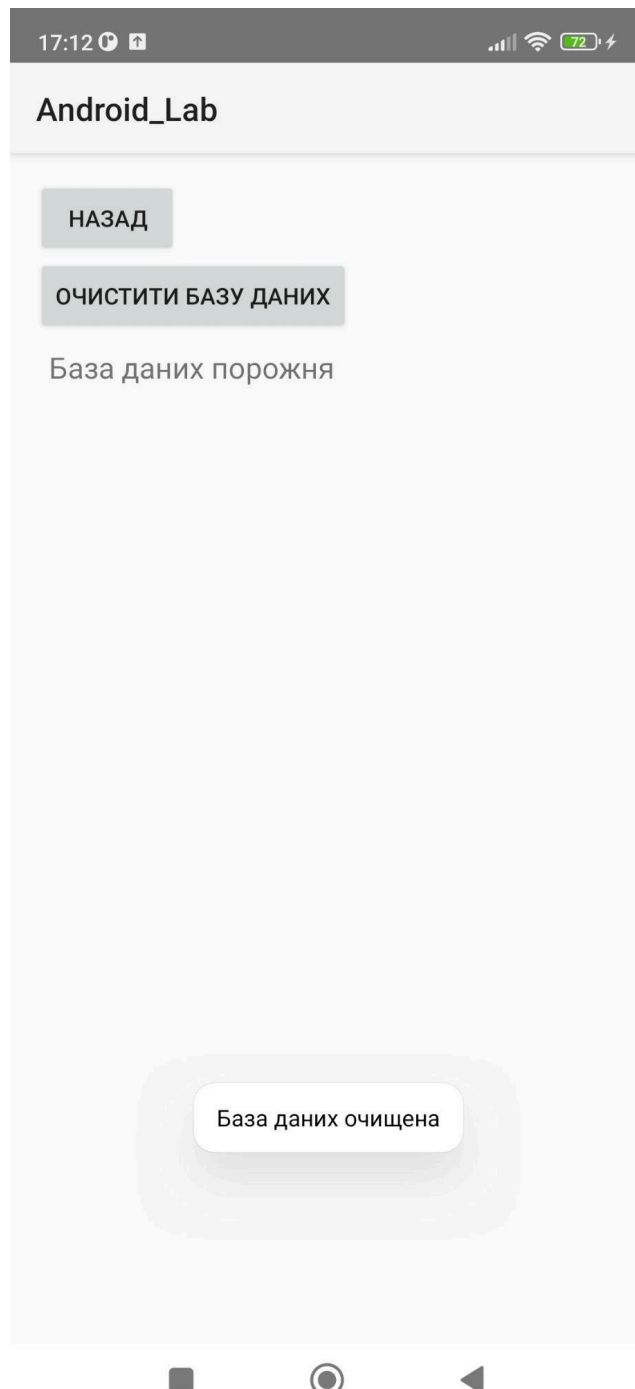 17:12
72
Android_Lab
НАЗАД
ОЧИСТИТИ БАЗУ ДАНИХ
База даних порожня
База даних очищена